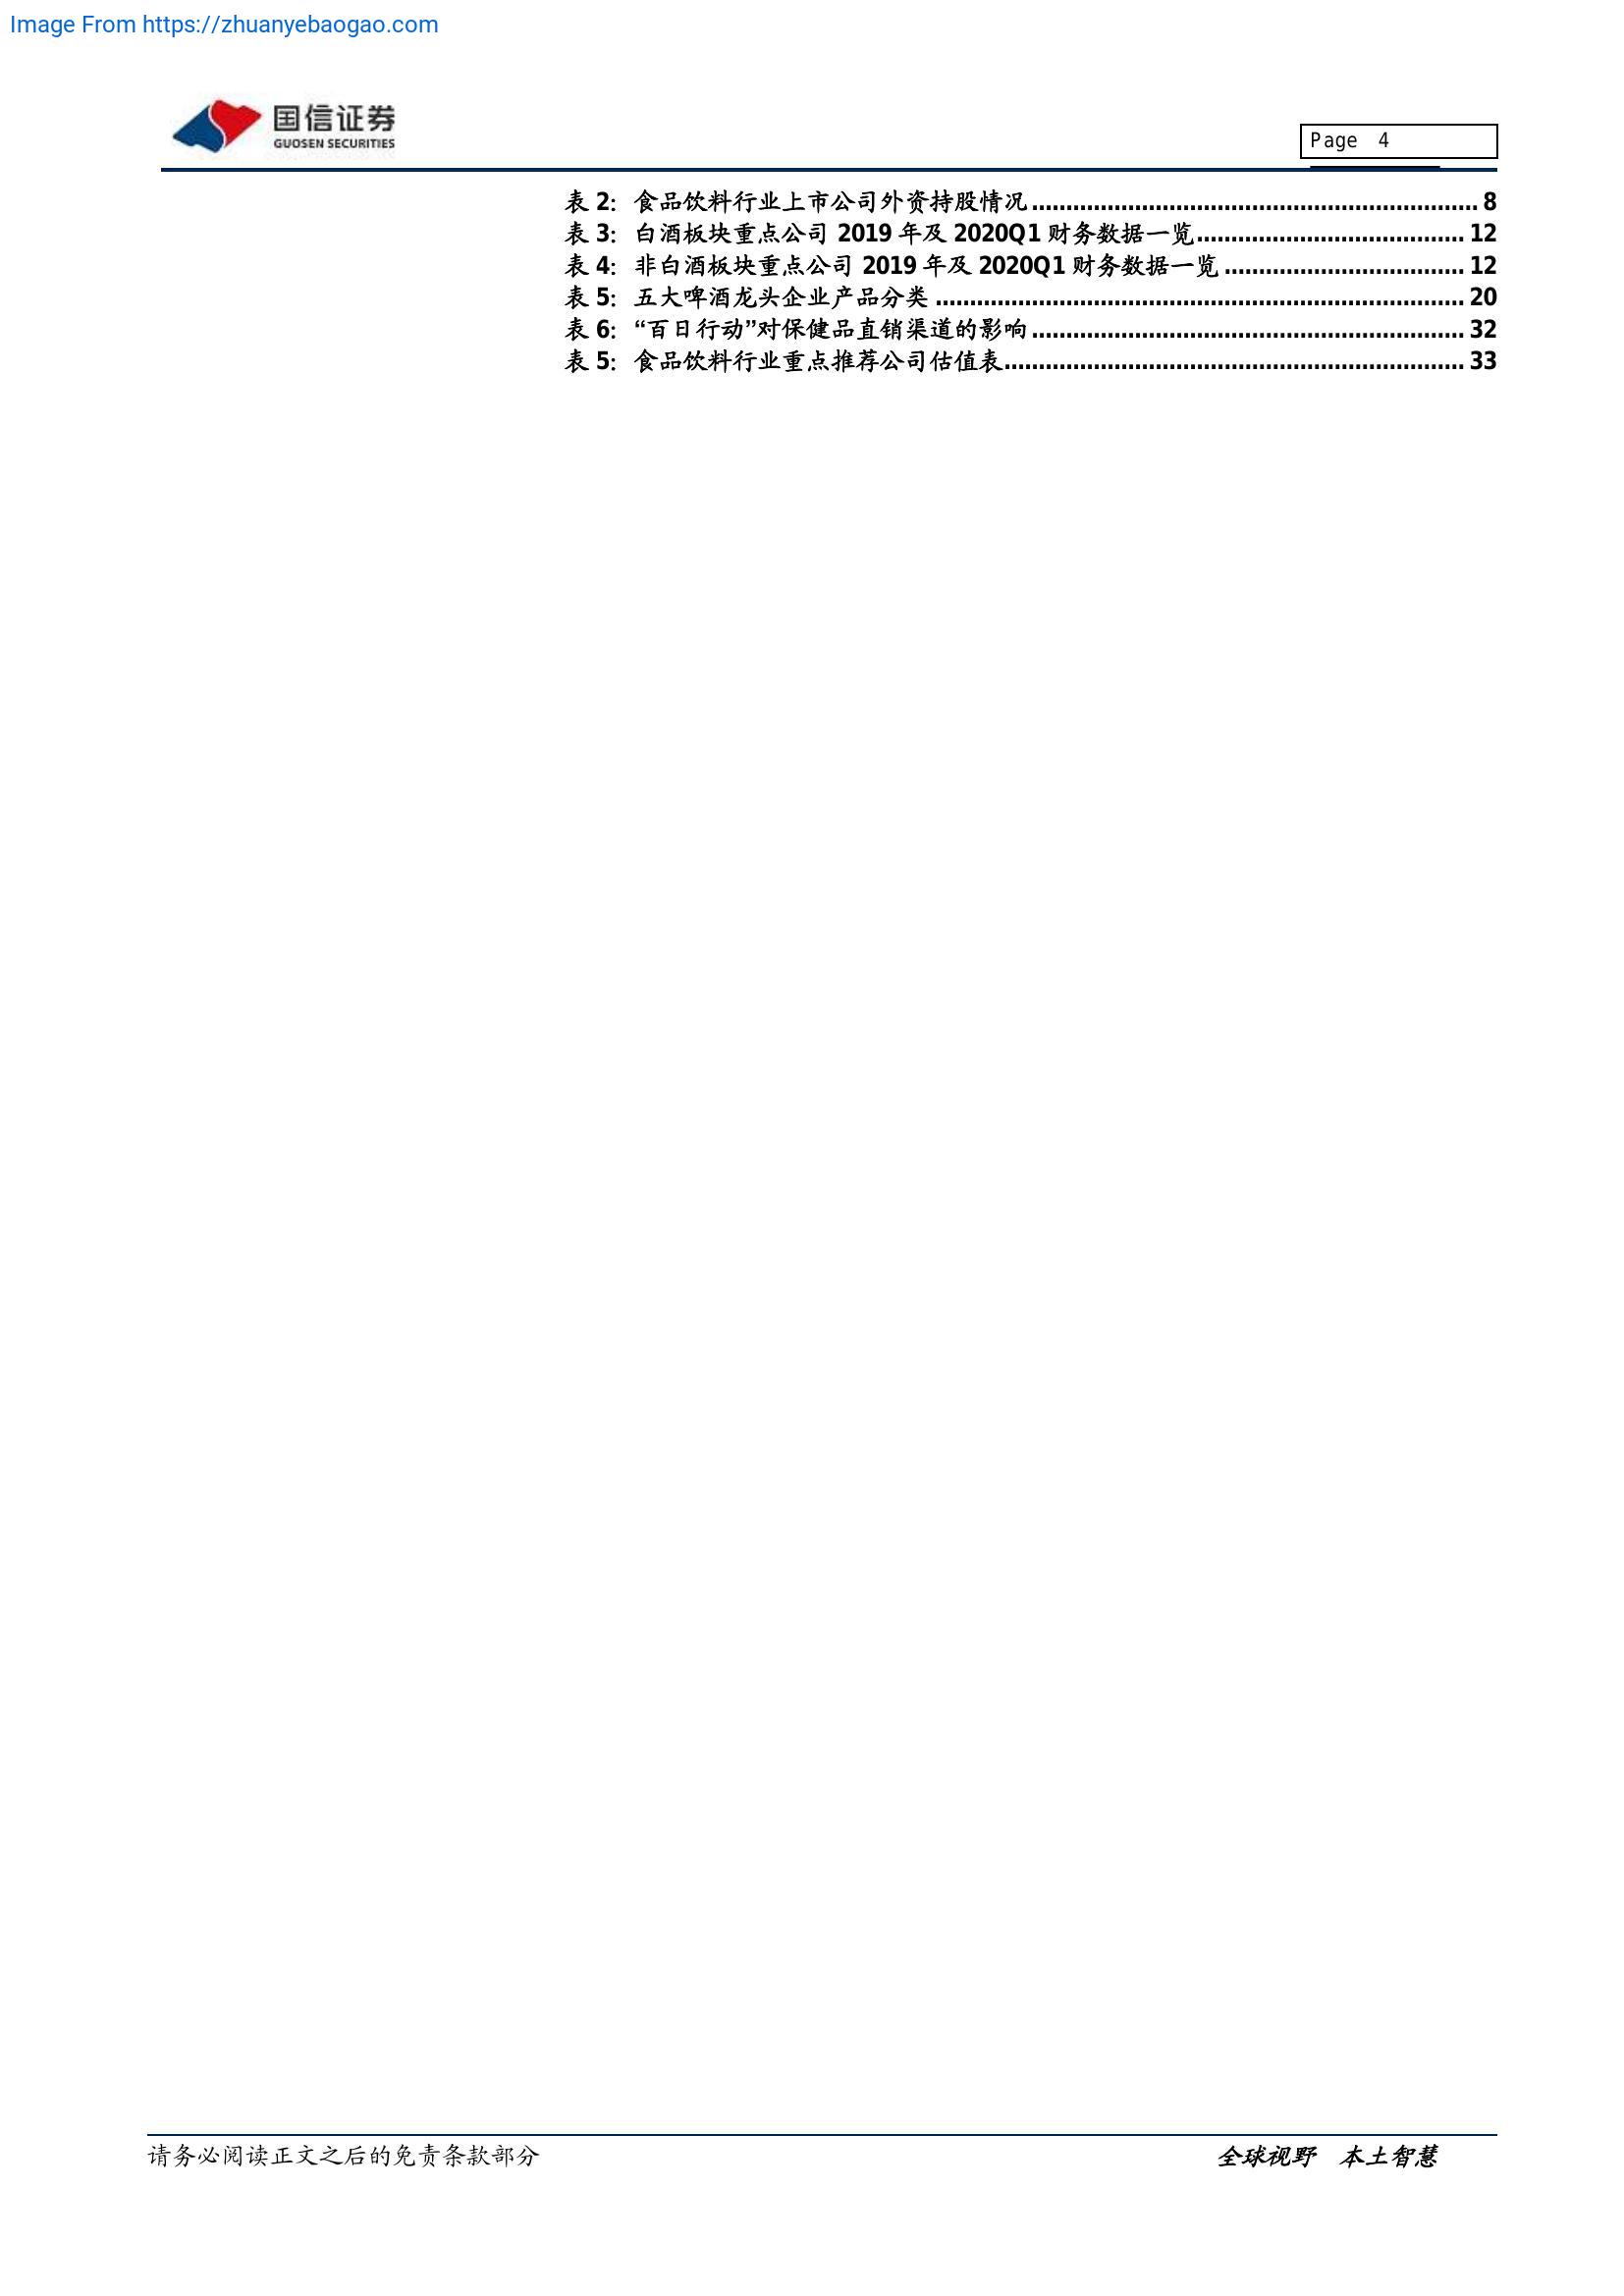 Image From https://zhuanyebaogao.com
国信证券
GUOSEN SECURITIES
Page 4
表 2: 食品饮料行业上市公司外资持股情况................................................................. 8
表 3: 白酒板块重点公司 2019 年及 2020Q1 财务数据一览....................................... 12
表 4: 非白酒板块重点公司 2019 年及 2020Q1 财务数据一览 ................................... 12
表 5: 五大啤酒龙头企业产品分类 ............................................................................. 20
表 6: “百日行动”对保健品直销渠道的影响............................................................... 32
表 5: 食品饮料行业重点推荐公司估值表................................................................... 33
请务必阅读正文之后的免责条款部分
全球视野 本土智慧